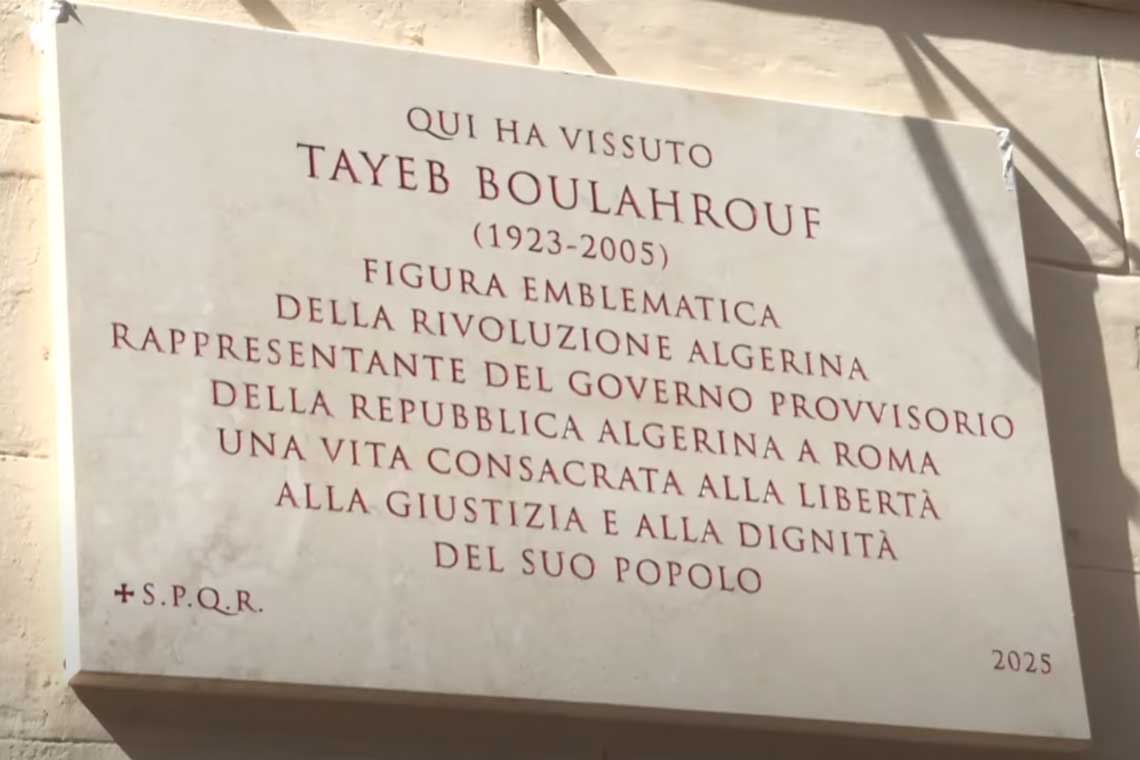 QUI HA VISSUTO
TAYEB BOULAHROUF
(1923-2005)
FIGURA EMBLEMATICA
DELLA RIVOLUZIONE ALGERINA
RAPPRESENTANTE DEL GOVERNO PROVVISORIO
DELLA REPUBBLICA ALGERINA A ROMA
UNA VITA CONSACRATA ALLA LIBERTÀ
ALLA GIUSTIZIA E ALLA DIGNITÀ
DEL SUO POPOLO
✚ S.P.Q.R.
2025